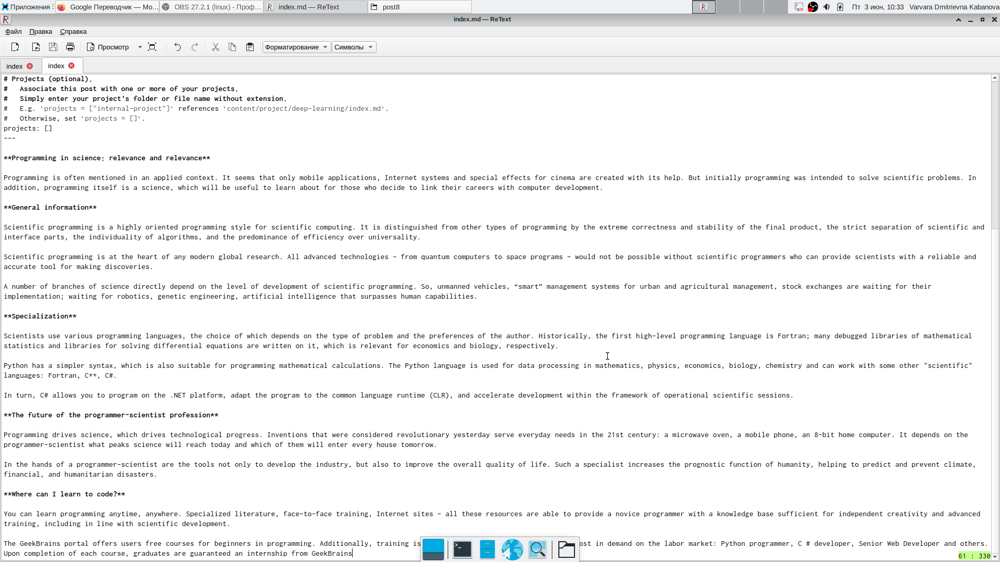 Приложения
Google Переводчик — Mo...
OBS 27.2.1 (linux) - Проф...
index.md — ReText
post8
Пт 3 июн, 10:33
Varvara Dmitrievna Kabanova
index.md — ReText
Файл Правка Справка
Просмотр
Форматирование
Символы
index
index
# Projects (optional).
#   Associate this post with one or more of your projects.
#   Simply enter your project's folder or file name without extension.
#   E.g. `projects = ["internal-project"]` references `content/project/deep-learning/index.md`.
#   Otherwise, set `projects = []`.
projects: []
---
**Programming in science: relevance and relevance**
Programming is often mentioned in an applied context. It seems that only mobile applications, Internet systems and special effects for cinema are created with its help. But initially programming was intended to solve scientific problems. In
addition, programming itself is a science, which will be useful to learn about for those who decide to link their careers with computer development.
**General information**
Scientific programming is a highly oriented programming style for scientific computing. It is distinguished from other types of programming by the extreme correctness and stability of the final product, the strict separation of scientific and
interface parts, the individuality of algorithms, and the predominance of efficiency over universality.
Scientific programming is at the heart of any modern global research. All advanced technologies – from quantum computers to space programs – would not be possible without scientific programmers who can provide scientists with a reliable and
accurate tool for making discoveries.
A number of branches of science directly depend on the level of development of scientific programming. So, unmanned vehicles, “smart” management systems for urban and agricultural management, stock exchanges are waiting for their
implementation; waiting for robotics, genetic engineering, artificial intelligence that surpasses human capabilities.
**Specialization**
Scientists use various programming languages, the choice of which depends on the type of problem and the preferences of the author. Historically, the first high-level programming language is Fortran; many debugged libraries of mathematical
statistics and libraries for solving differential equations are written on it, which is relevant for economics and biology, respectively.
Python has a simpler syntax, which is also suitable for programming mathematical calculations. The Python language is used for data processing in mathematics, physics, economics, biology, chemistry and can work with some other "scientific"
languages: Fortran, C++, C#.
In turn, C# allows you to program on the .NET platform, adapt the program to the common language runtime (CLR), and accelerate development within the framework of operational scientific sessions.
**The future of the programmer-scientist profession**
Programming drives science, which drives technological progress. Inventions that were considered revolutionary yesterday serve everyday needs in the 21st century: a microwave oven, a mobile phone, an 8-bit home computer. It depends on the
programmer-scientist what peaks science will reach today and which of them will enter every house tomorrow.
In the hands of a programmer-scientist are the tools not only to develop the industry, but also to improve the overall quality of life. Such a specialist increases the prognostic function of humanity, helping to predict and prevent climate,
financial, and humanitarian disasters.
**Where can I learn to code?**
You can learn programming anytime, anywhere. Specialized literature, face-to-face training, Internet sites – all these resources are able to provide a novice programmer with a knowledge base sufficient for independent creativity and advanced
training, including in line with scientific development.
The GeekBrains portal offers users free courses for beginners in programming. Additionally, training is ost in demand on the labor market: Python programmer, C # developer, Senior Web Developer and others.
Upon completion of each course, graduates are guaranteed an internship from GeekBrains
61 : 330